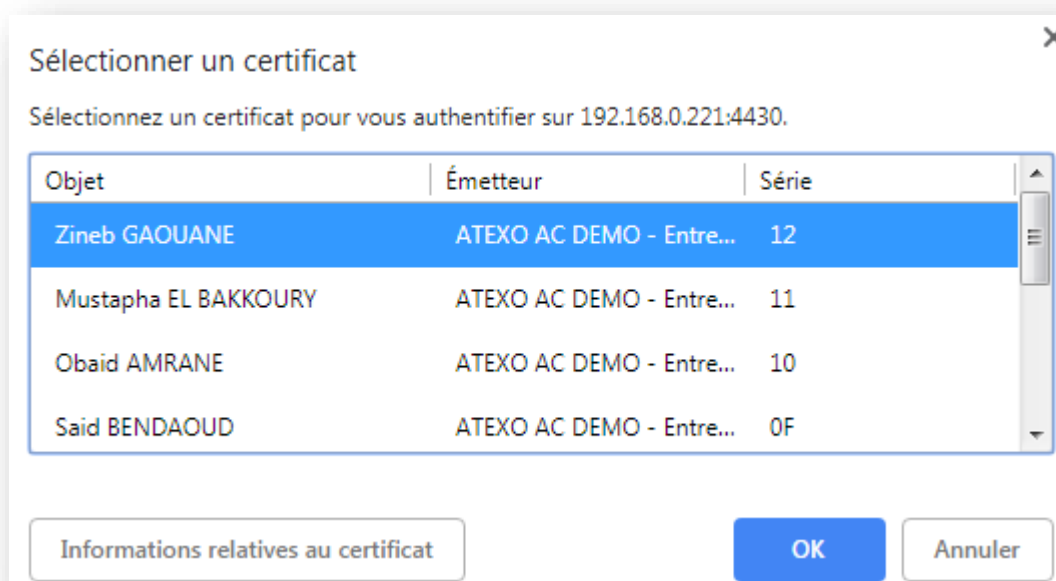 Sélectionner un certificat
Sélectionnez un certificat pour vous authentifier sur 192.168.0.221:4430.
Objet Émetteur Série
Zineb GAOUANE ATEXO AC DEMO - Entre... 12
Mustapha EL BAKKOURY ATEXO AC DEMO - Entre... 11
Obaid AMRANE ATEXO AC DEMO - Entre... 10
Said BENDAOUD ATEXO AC DEMO - Entre... 0F
Informations relatives au certificat OK Annuler